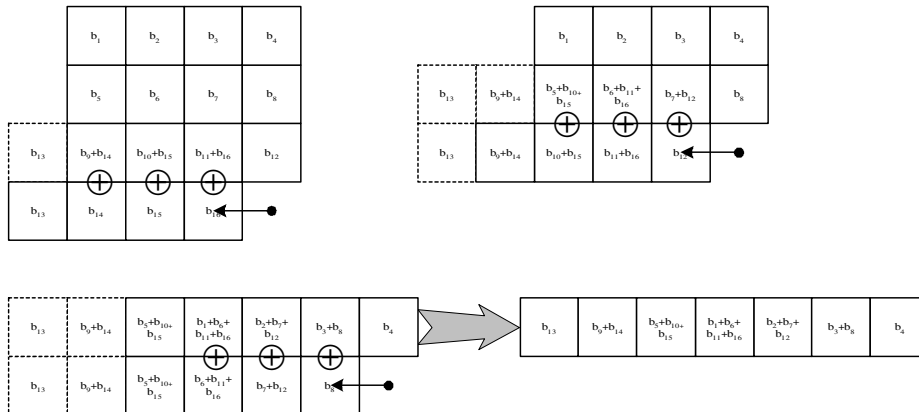 b₁ b₂ b₃ b₄
b₅ b₆ b₇ b₈
b₁₃ b₉+b₁₄ b₁₀+b₁₅ b₁₁+b₁₆ b₁₂
b₁₃ b₁₄ b₁₅ b₁₆
b₁ b₂ b₃ b₄
b₁₃ b₉+b₁₄ b₅+b₁₀+ b₆+b₁₁+ b₇+b₁₂ b₈
b₁₅ b₁₆
b₁₃ b₉+b₁₄ b₁₀+b₁₅ b₁₁+b₁₆ b₁₂
b₁₃ b₉+b₁₄ b₅+b₁₀+ b₁+b₆+ b₂+b₇+ b₃+b₈ b₄
b₁₅ b₁₁+b₁₆ b₁₂
b₁₃ b₉+b₁₄ b₅+b₁₀+ b₆+b₁₁+ b₇+b₁₂ b₈
b₁₅ b₁₆
b₁₃ b₉+b₁₄ b₅+b₁₀+ b₁+b₆+ b₂+b₇+ b₃+b₈ b₄
b₁₅ b₁₁+b₁₆ b₁₂